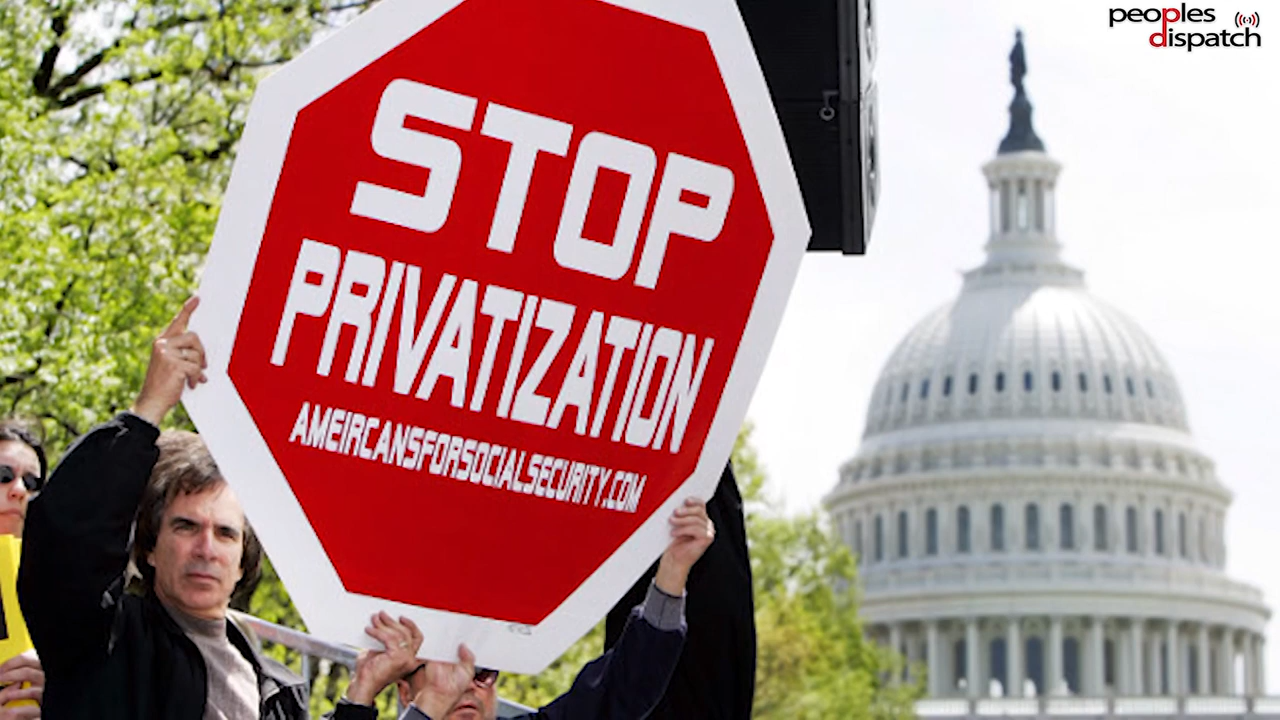 peoples
dispatch
STOP
PRIVATIZATION
AMEIRCANSFORSOCIALSECURITY.COM